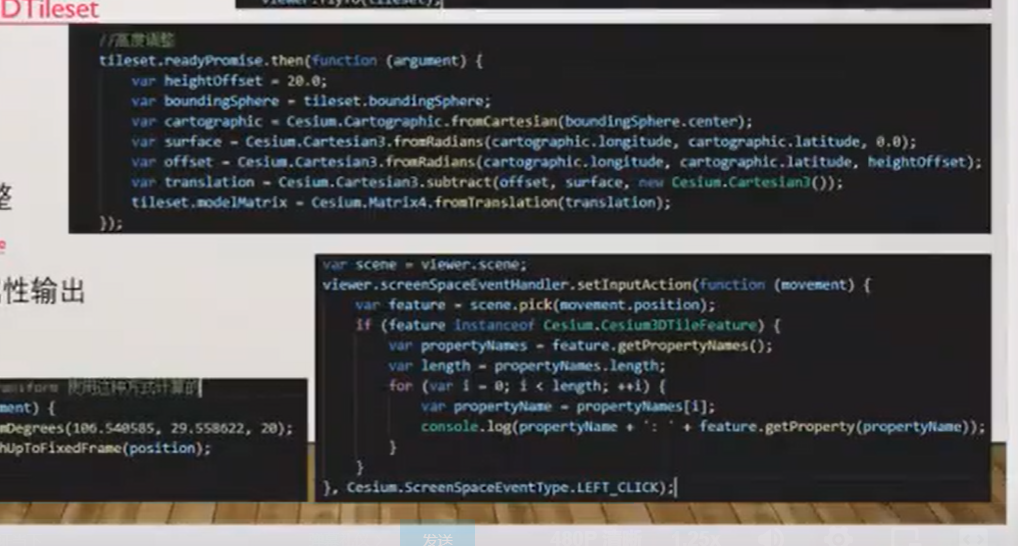 DTileset
viewer.flyTo(tileset);
//高度调整
tileset.readyPromise.then(function (argument) {
var heightOffset = 20.0;
var boundingSphere = tileset.boundingSphere;
var cartographic = Cesium.Cartographic.fromCartesian(boundingSphere.center);
var surface = Cesium.Cartesian3.fromRadians(cartographic.longitude, cartographic.latitude, 0.0);
var offset = Cesium.Cartesian3.fromRadians(cartographic.longitude, cartographic.latitude, heightOffset);
var translation = Cesium.Cartesian3.subtract(offset, surface, new Cesium.Cartesian3());
tileset.modelMatrix = Cesium.Matrix4.fromTranslation(translation);
});
整
e
性输出
var scene = viewer.scene;
viewer.screenSpaceEventHandler.setInputAction(function (movement) {
var feature = scene.pick(movement.position);
if (feature instanceof Cesium.Cesium3DTileFeature) {
var propertyNames = feature.getPropertyNames();
var length = propertyNames.length;
for (var i = 0; i < length; ++i) {
var propertyName = propertyNames[i];
console.log(propertyName + ': ' + feature.getProperty(propertyName));
}
}
}, Cesium.ScreenSpaceEventType.LEFT_CLICK);
使用这种方式计算的
ment) {
mDegrees(106.540585, 29.558622, 20);
hUpToFixedFrame(position);
发送
480P
1.25x